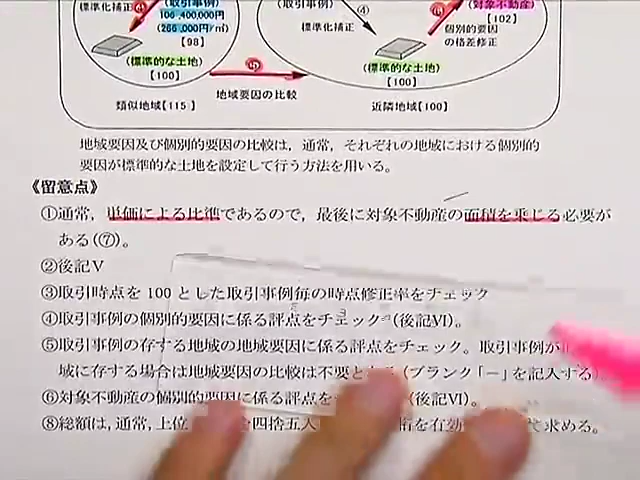 標準化補正
(取引事例)
106,400,000円
(266,000円/㎡)
【98】
(標準的な土地)
【100】
類似地域【115】
地域要因の比較
(取引事例)
④
標準化補正
(対象不動産)
【102】
個別的要因
の格差修正
(標準的な土地)
【100】
近隣地域【100】
地域要因及び個別的要因の比較は，通常，それぞれの地域における個別的
要因が標準的な土地を設定して行う方法を用いる。
《留意点》
①通常，単価による比準であるので，最後に対象不動産の面積を乗じる必要が
ある(⑦)。
②後記Ⅴ
③取引時点を100とした取引事例毎の時点修正率をチェック
④取引事例の個別的要因に係る評点をチェック(後記Ⅵ)。
⑤取引事例の存する地域の地域要因に係る評点をチェック。取引事例が
域に存する場合は地域要因の比較は不要と (ブランク「－」を記入する)。
⑥対象不動産の個別的要因に係る評点を (後記Ⅵ)。
⑧総額は，通常，上位 を四捨五入 桁を有効 求める。